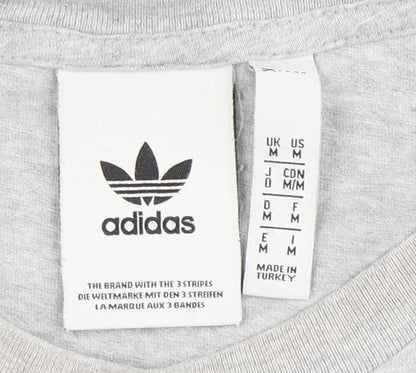 adidas
THE BRAND WITH THE 3 STRIPES
DIE WELTMARKE MIT DEN 3 STREIFEN
LA MARQUE AUX 3 BANDES
UK US
M M
J CDN
O M/M
D F
M M
E I
M M
MADE IN
TURKEY